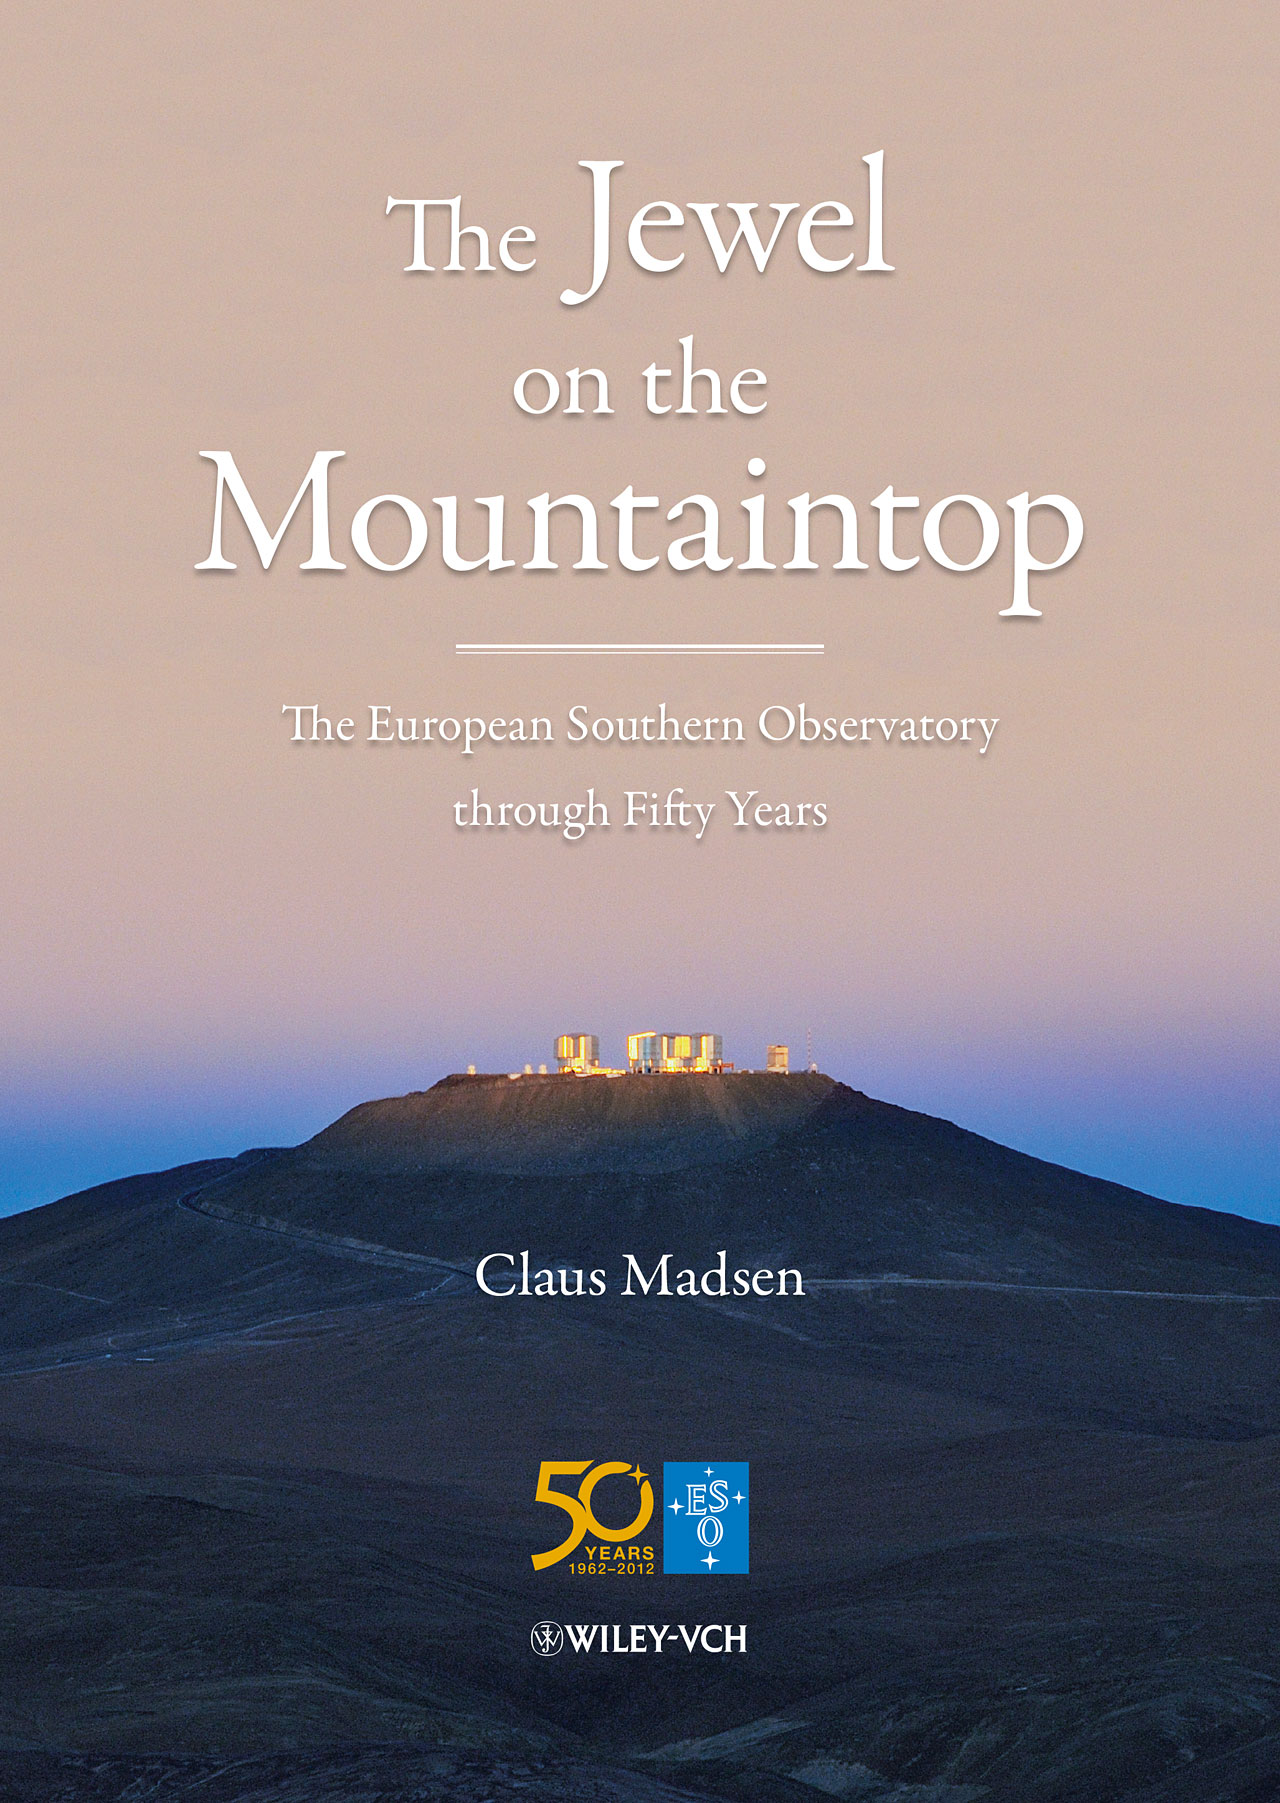 The Jewel
on the
Mountaintop
The European Southern Observatory
through Fifty Years
Claus Madsen
50 YEARS
1962–2012
ES
O
WILEY-VCH